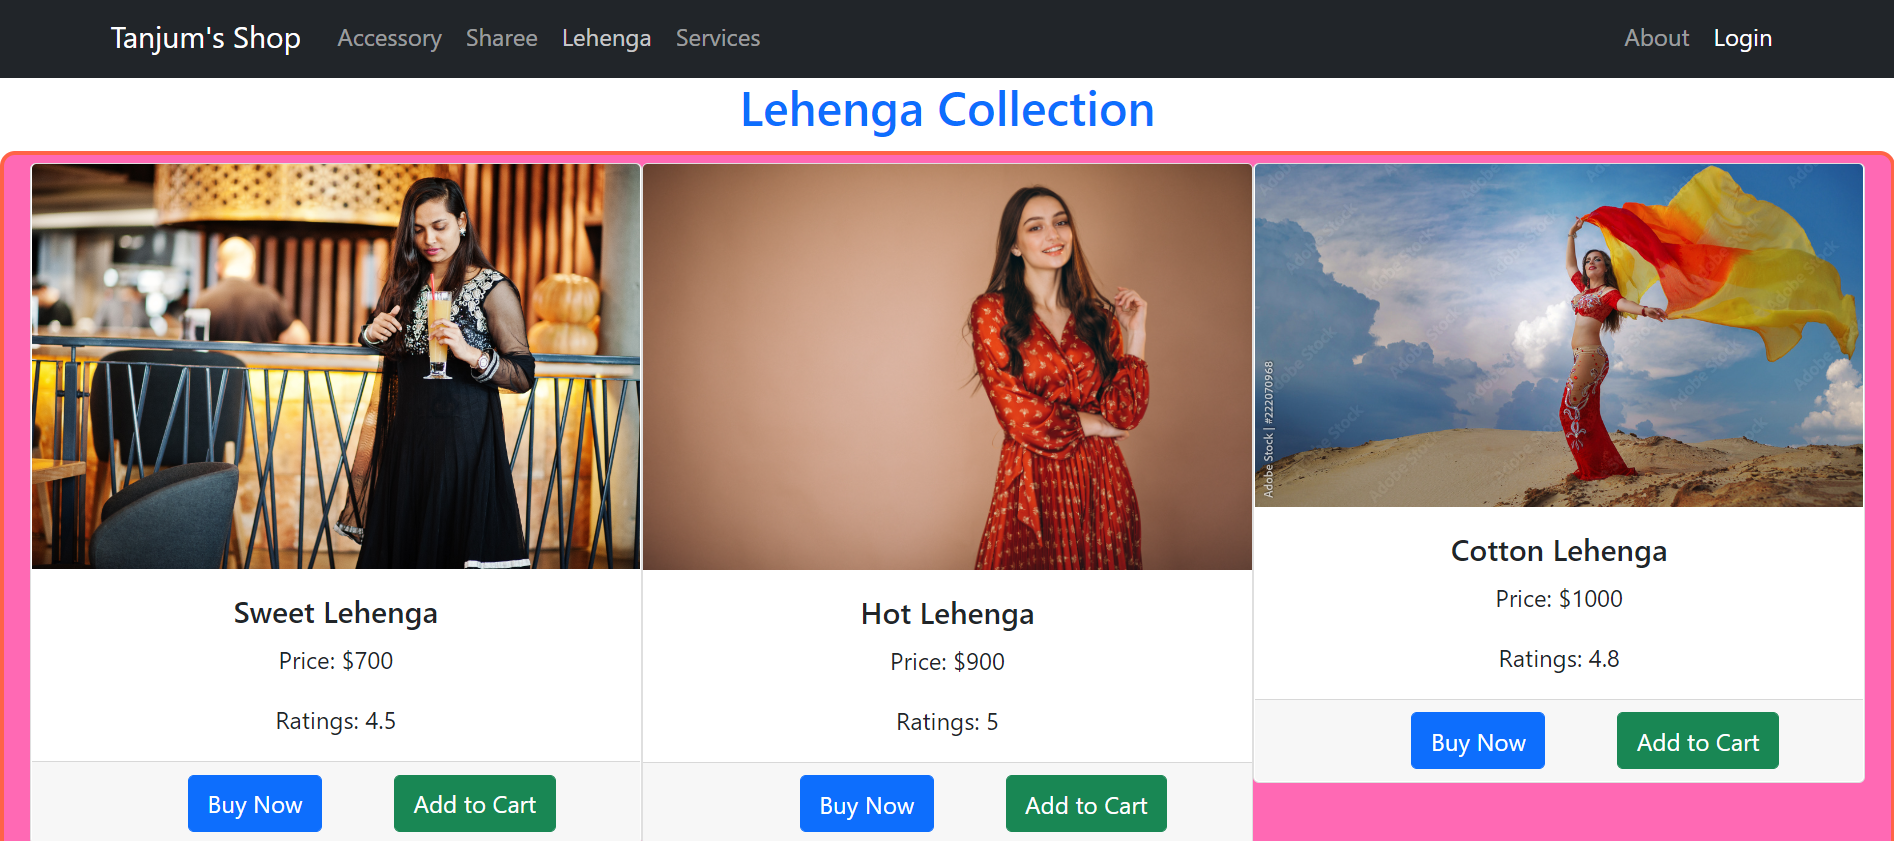 Tanjum's Shop Accessory Sharee Lehenga Services About Login
Lehenga Collection
Adobe Stock | #222070968
Sweet Lehenga
Price: $700
Ratings: 4.5
Buy Now Add to Cart
Hot Lehenga
Price: $900
Ratings: 5
Buy Now Add to Cart
Cotton Lehenga
Price: $1000
Ratings: 4.8
Buy Now Add to Cart